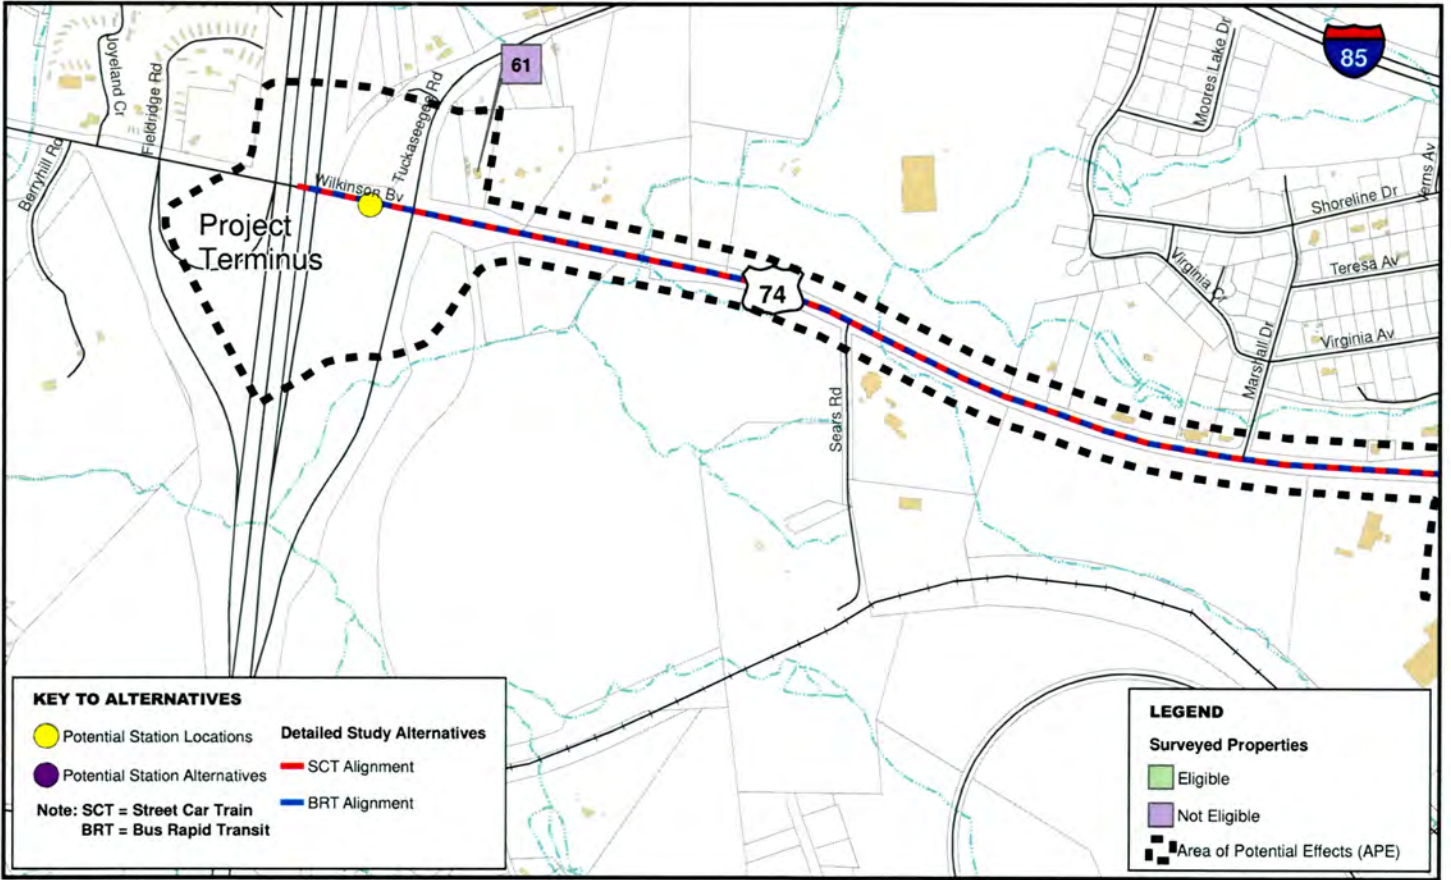 Joyeland Cr
Fieldridge Rd
Berryhill Rd
Tuckaseegee Rd
61
Moores Lake Dr
85
Wilkinson Bv
Project
Terminus
74
Verns Av
Shoreline Dr
Teresa Av
Virginia Cr
Virginia Av
Marshall Dr
Sears Rd
KEY TO ALTERNATIVES
Potential Station Locations
Potential Station Alternatives
Note: SCT = Street Car Train
BRT = Bus Rapid Transit
Detailed Study Alternatives
SCT Alignment
BRT Alignment
LEGEND
Surveyed Properties
Eligible
Not Eligible
Area of Potential Effects (APE)